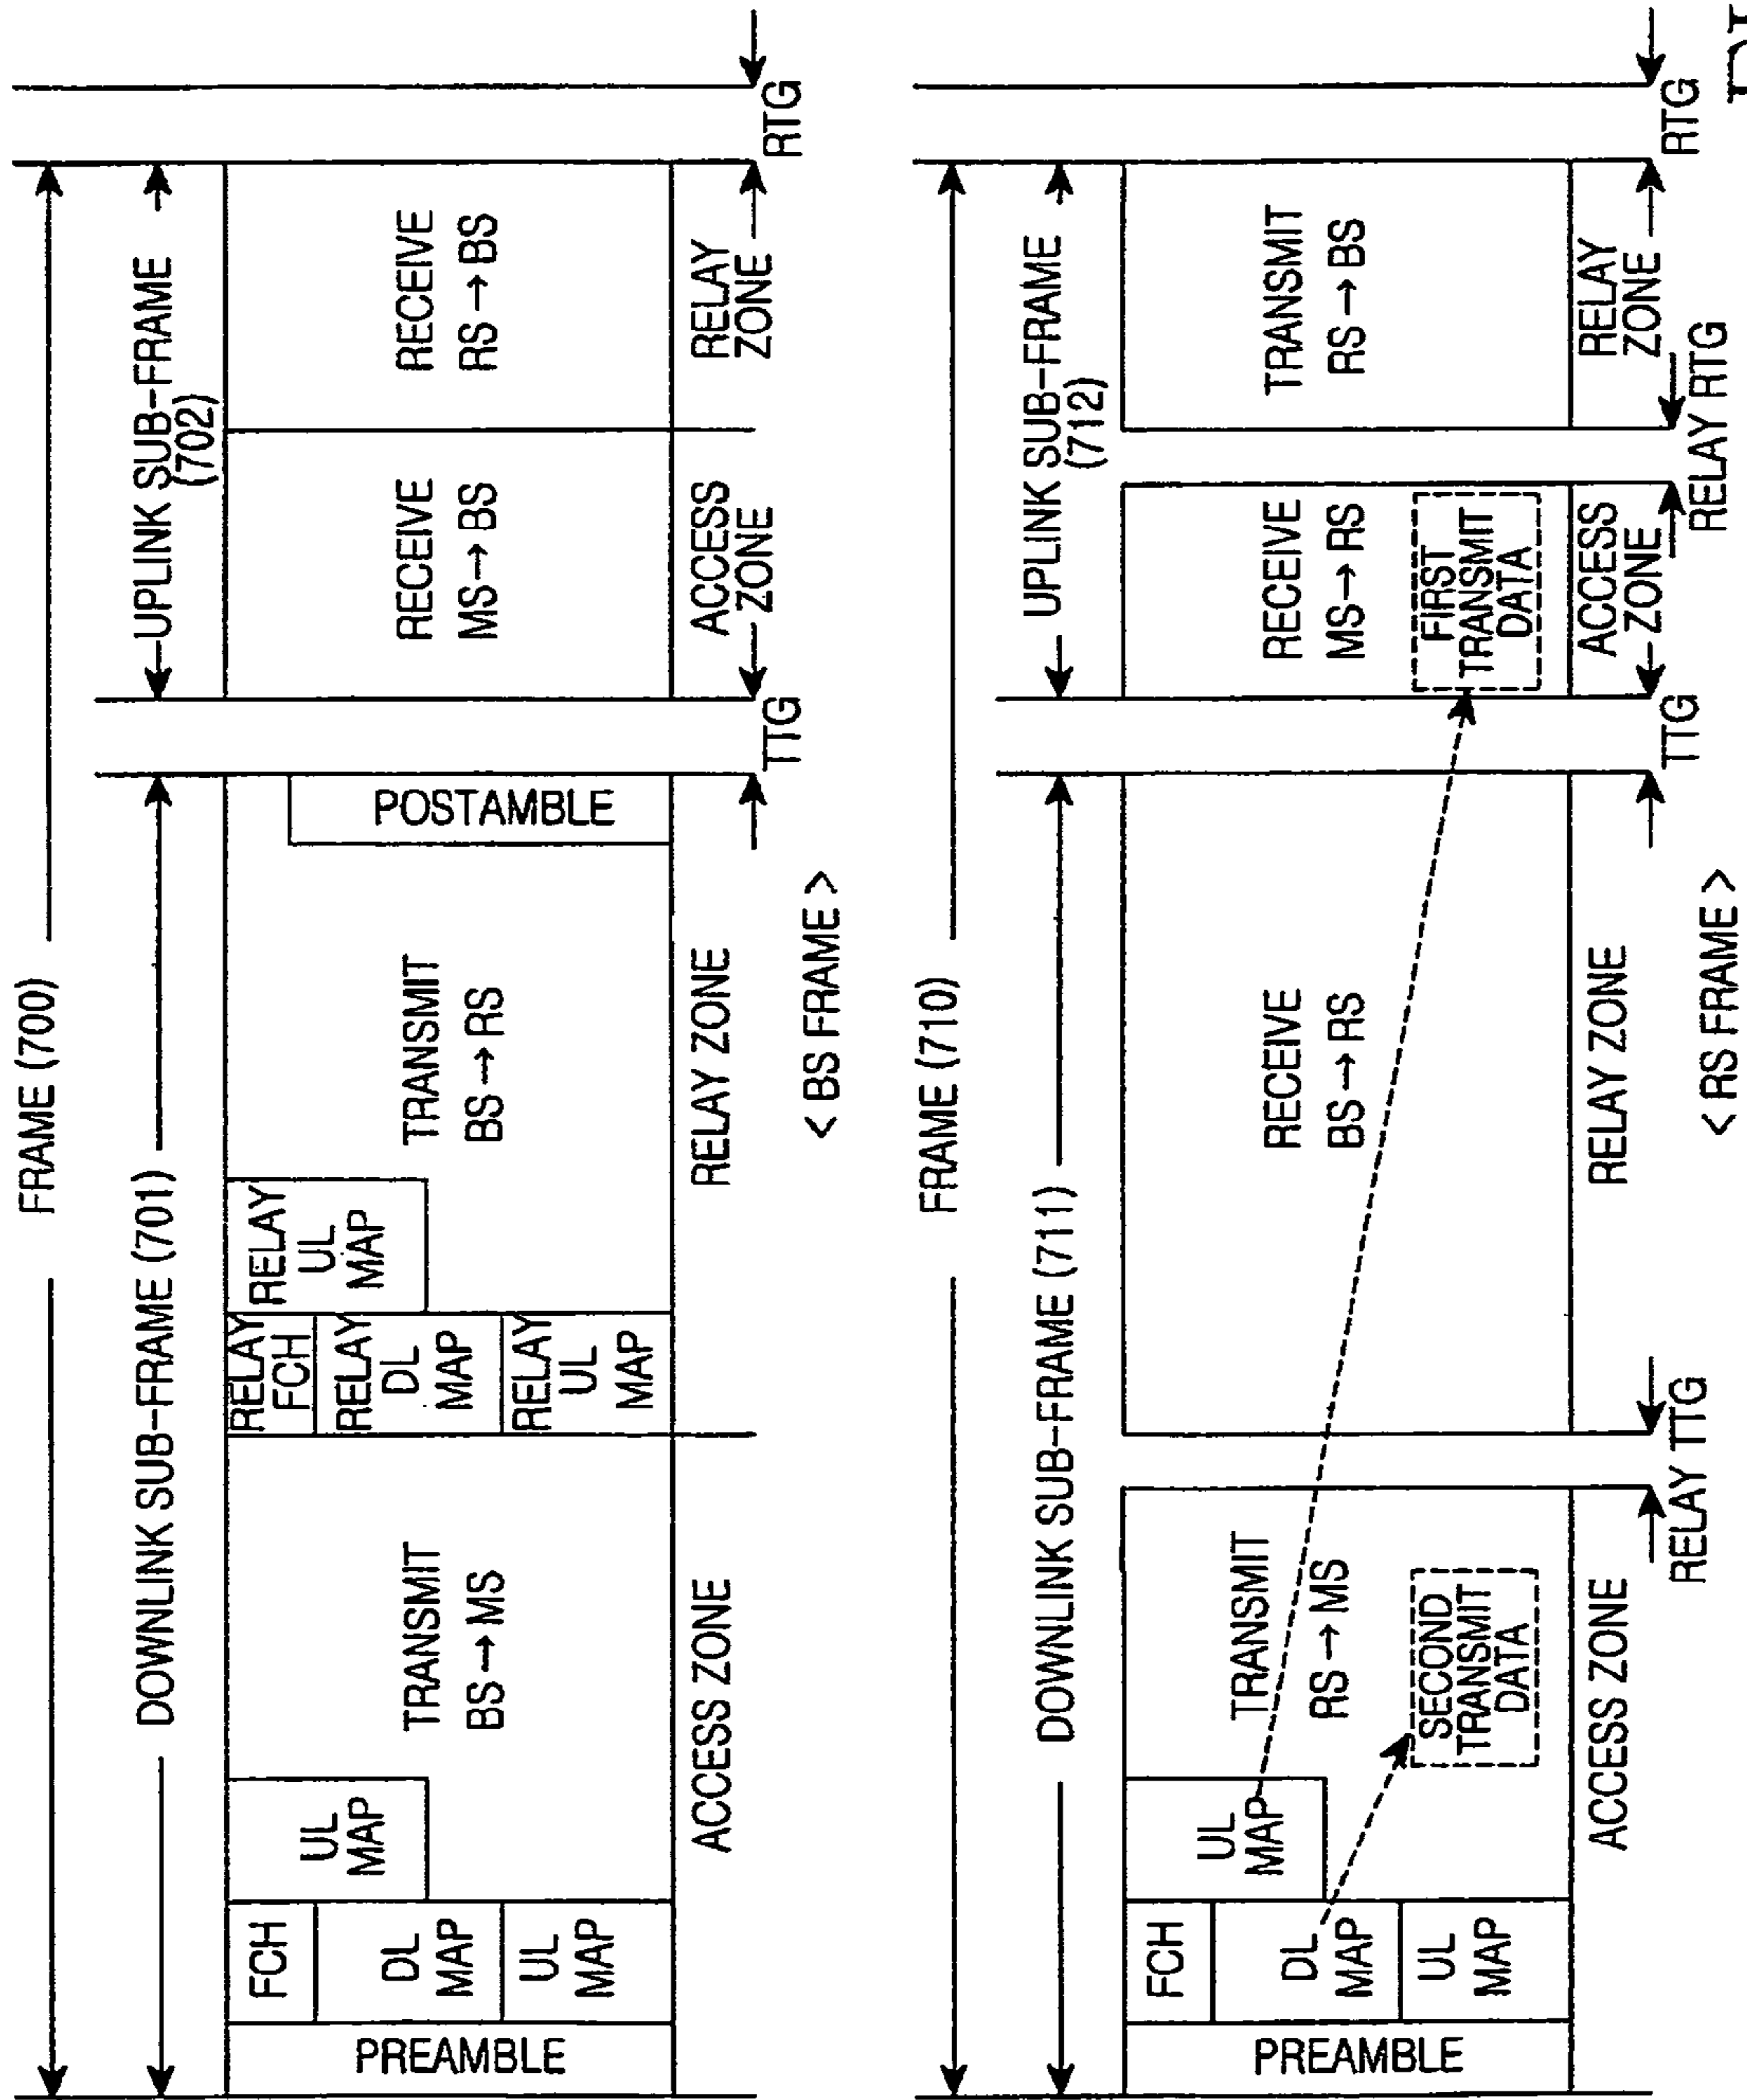 FRAME (700)
DOWNLINK SUB-FRAME (701)
UPLINK SUB-FRAME
(702)
PREAMBLE
FCH
DL
MAP
UL
MAP
UL
MAP
TRANSMIT
BS→MS
RELAY
FCH
RELAY
DL
MAP
RELAY
UL
MAP
RELAY
UL
MAP
TRANSMIT
BS→RS
POSTAMBLE
RECEIVE
MS→BS
RECEIVE
RS→BS
ACCESS ZONE
RELAY ZONE
TTG
ACCESS
ZONE
RELAY
ZONE
RTG
< BS FRAME >
FRAME (710)
DOWNLINK SUB-FRAME (711)
UPLINK SUB-FRAME
(712)
PREAMBLE
FCH
DL
MAP
UL
MAP
UL
MAP
TRANSMIT
RS→MS
SECOND
TRANSMIT
DATA
RECEIVE
BS→RS
RECEIVE
MS→RS
FIRST
TRANSMIT
DATA
TRANSMIT
RS→BS
ACCESS ZONE
RELAY TTG
RELAY ZONE
TTG
ACCESS
ZONE
RELAY RTG
RELAY
ZONE
RTG
< RS FRAME >